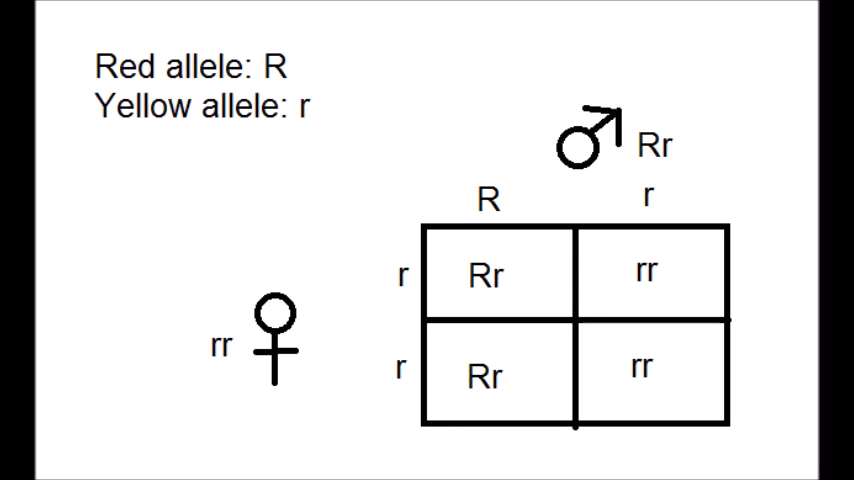 Red allele: R
Yellow allele: r
Rr
R r
r Rr rr
rr
r Rr rr